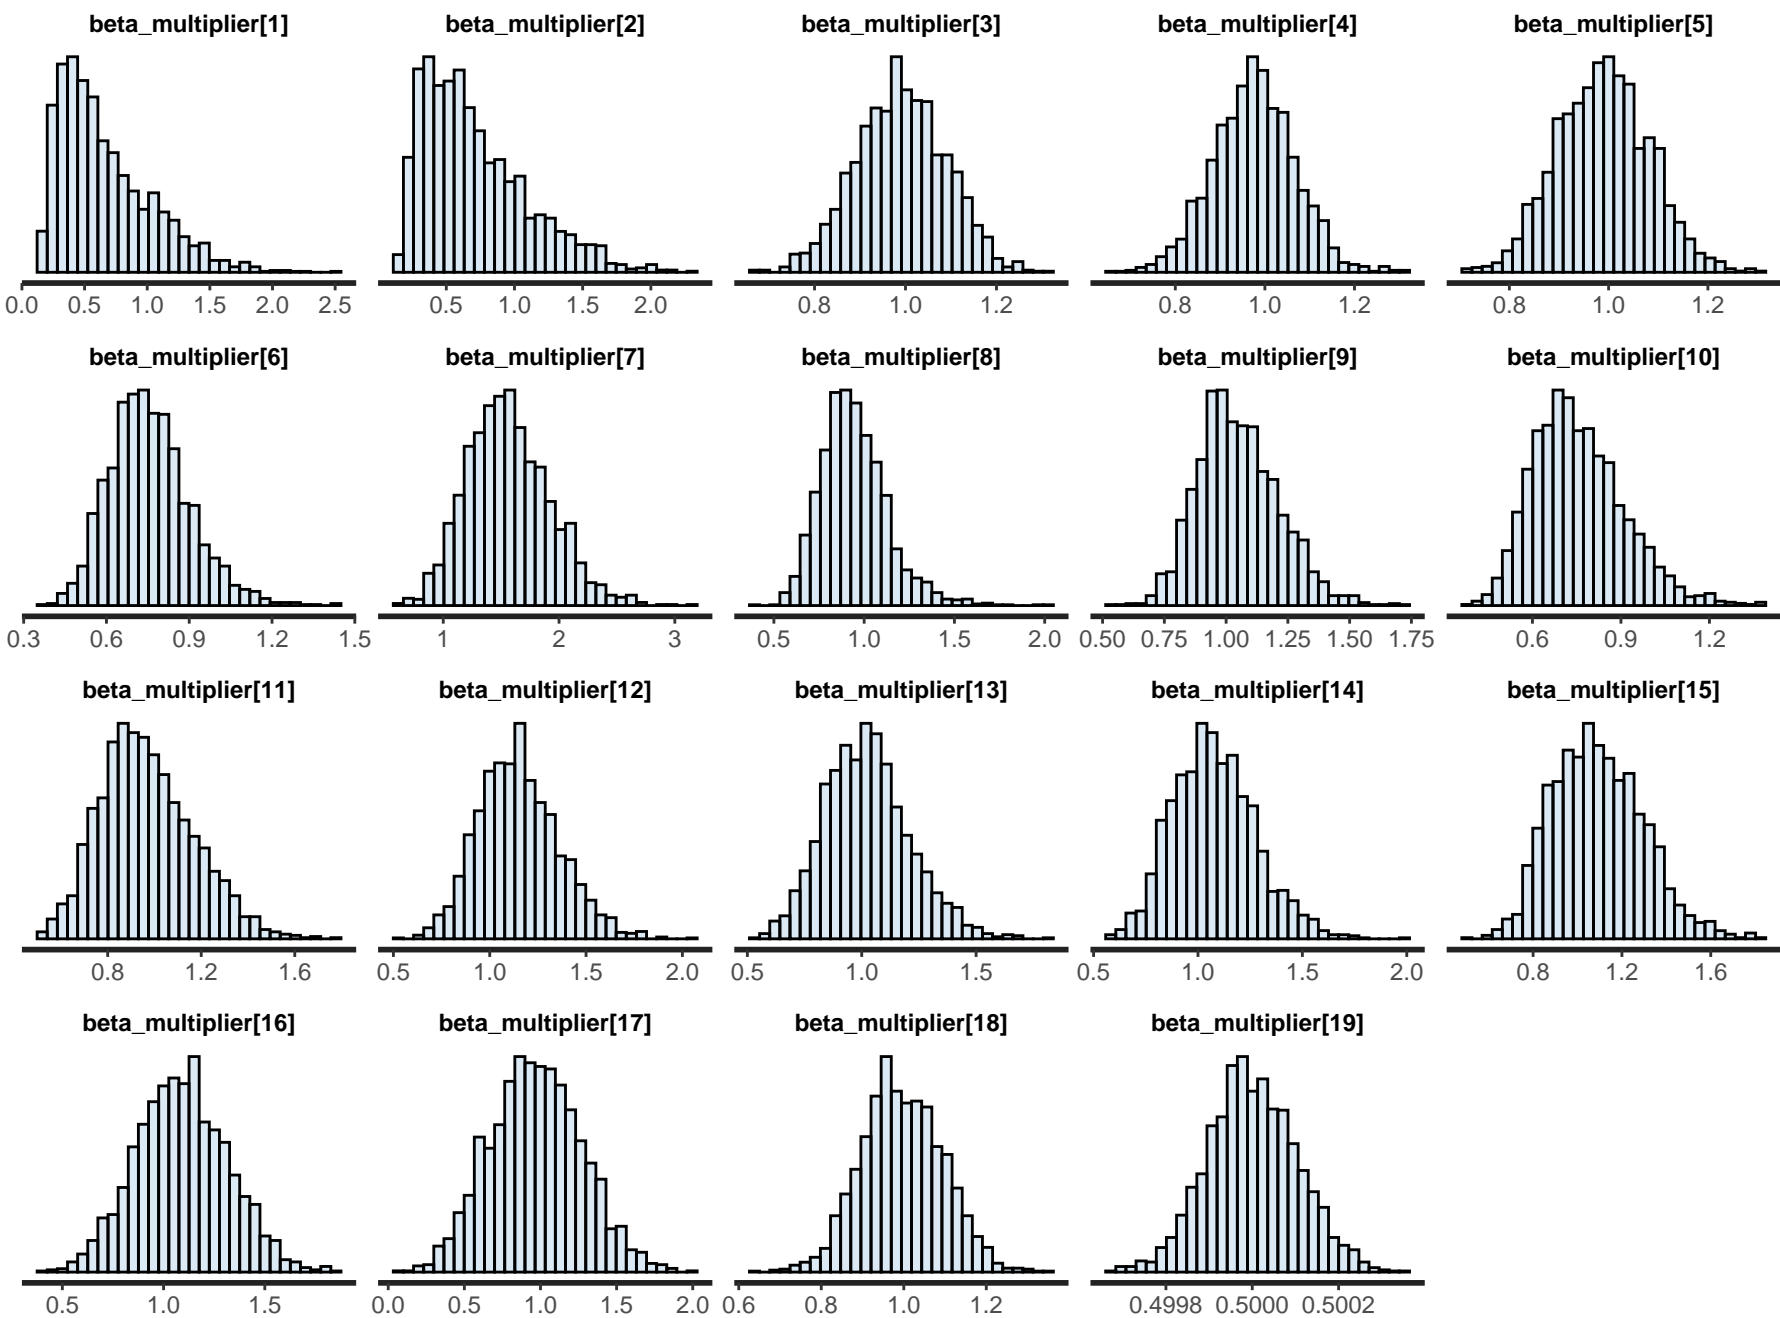 beta_multiplier[1] beta_multiplier[2] beta_multiplier[3] beta_multiplier[4] beta_multiplier[5]
0.0 0.5 1.0 1.5 2.0 2.5 0.5 1.0 1.5 2.0 0.8 1.0 1.2 0.8 1.0 1.2 0.8 1.0 1.2
beta_multiplier[6] beta_multiplier[7] beta_multiplier[8] beta_multiplier[9] beta_multiplier[10]
0.3 0.6 0.9 1.2 1.5 1 2 3 0.5 1.0 1.5 2.0 0.50 0.75 1.00 1.25 1.50 1.75 0.6 0.9 1.2
beta_multiplier[11] beta_multiplier[12] beta_multiplier[13] beta_multiplier[14] beta_multiplier[15]
0.8 1.2 1.6 0.5 1.0 1.5 2.0 0.5 1.0 1.5 0.5 1.0 1.5 2.0 0.8 1.2 1.6
beta_multiplier[16] beta_multiplier[17] beta_multiplier[18] beta_multiplier[19]
0.5 1.0 1.5 0.0 0.5 1.0 1.5 2.0 0.6 0.8 1.0 1.2 0.4998 0.5000 0.5002